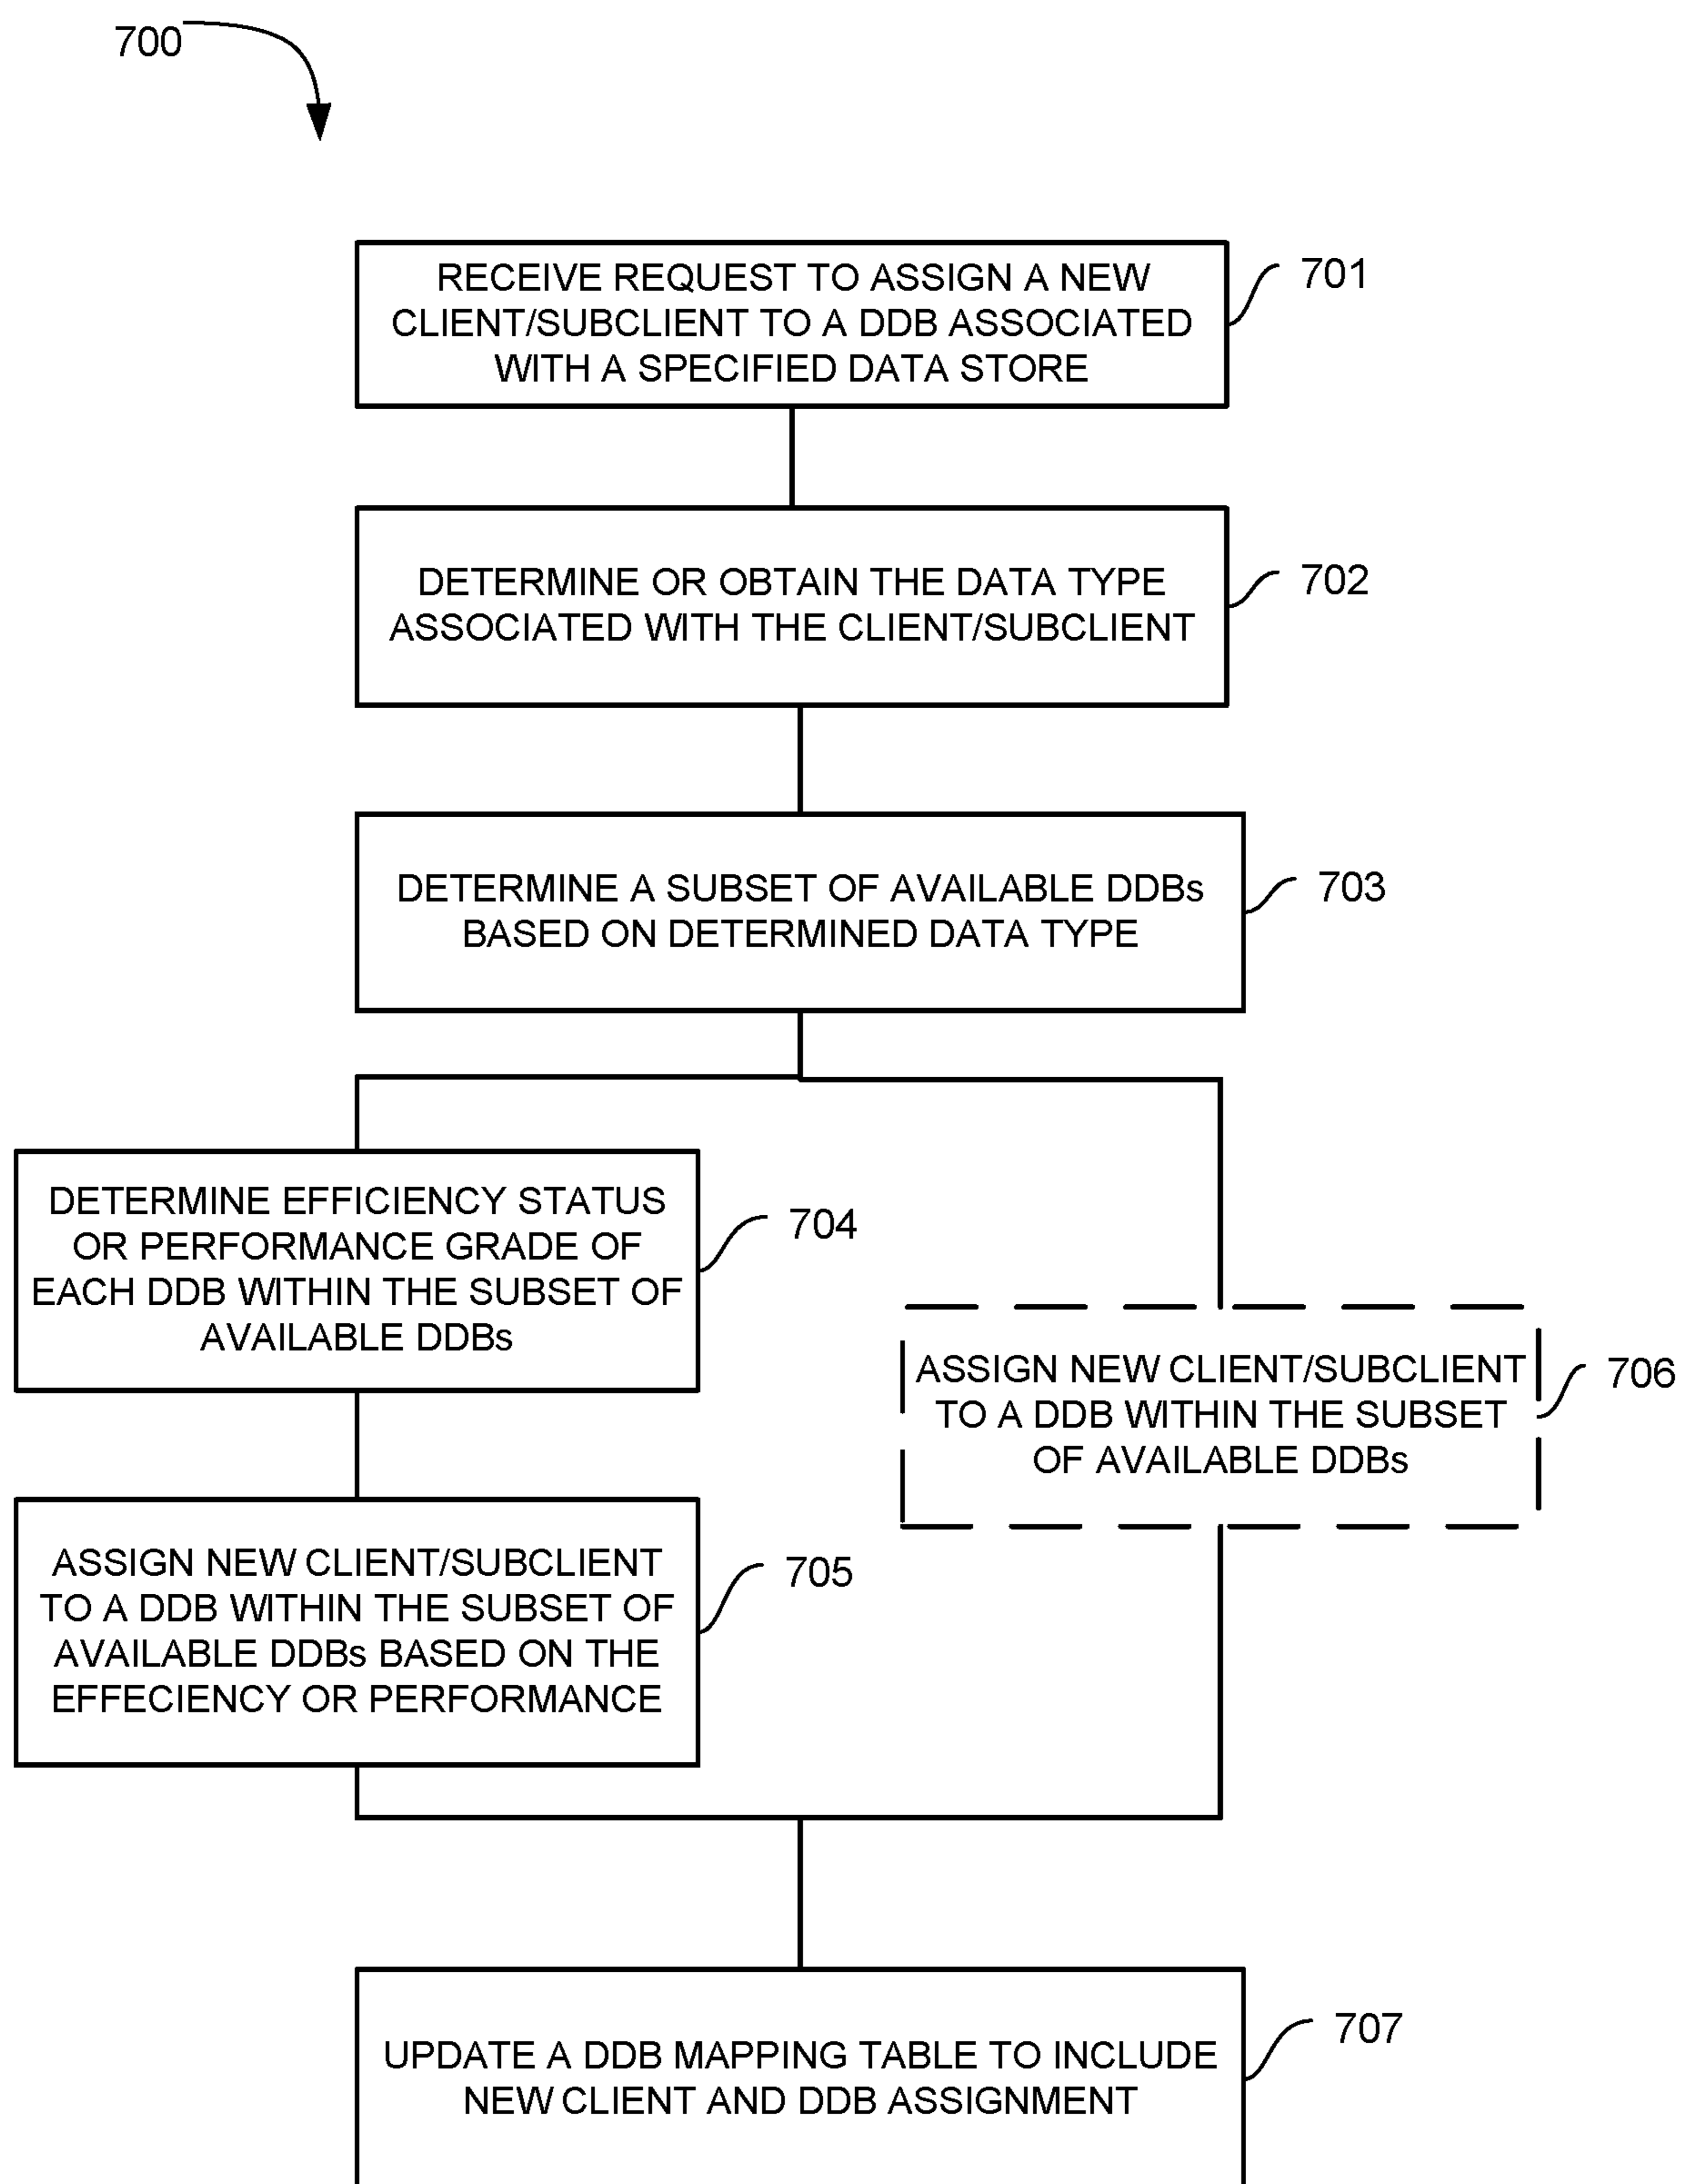 700
RECEIVE REQUEST TO ASSIGN A NEW
CLIENT/SUBCLIENT TO A DDB ASSOCIATED
WITH A SPECIFIED DATA STORE
701
DETERMINE OR OBTAIN THE DATA TYPE
ASSOCIATED WITH THE CLIENT/SUBCLIENT
702
DETERMINE A SUBSET OF AVAILABLE DDBs
BASED ON DETERMINED DATA TYPE
703
DETERMINE EFFICIENCY STATUS
OR PERFORMANCE GRADE OF
EACH DDB WITHIN THE SUBSET OF
AVAILABLE DDBs
704
ASSIGN NEW CLIENT/SUBCLIENT
TO A DDB WITHIN THE SUBSET
OF AVAILABLE DDBs
706
ASSIGN NEW CLIENT/SUBCLIENT
TO A DDB WITHIN THE SUBSET OF
AVAILABLE DDBs BASED ON THE
EFFECIENCY OR PERFORMANCE
705
UPDATE A DDB MAPPING TABLE TO INCLUDE
NEW CLIENT AND DDB ASSIGNMENT
707